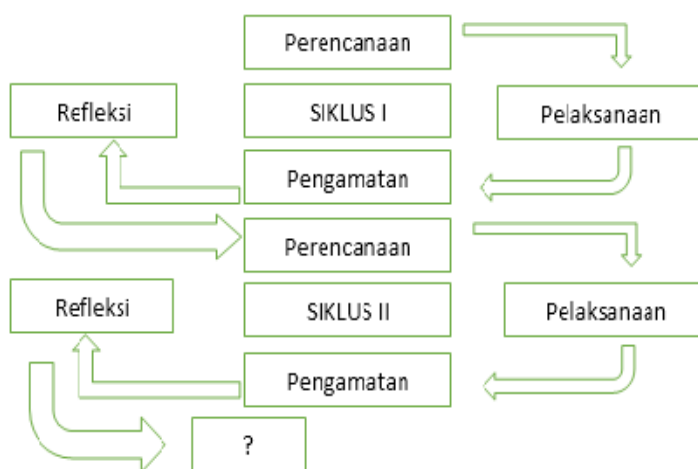 Perencanaan
Refleksi
SIKLUS I
Pelaksanaan
Pengamatan
Perencanaan
Refleksi
SIKLUS II
Pelaksanaan
Pengamatan
?